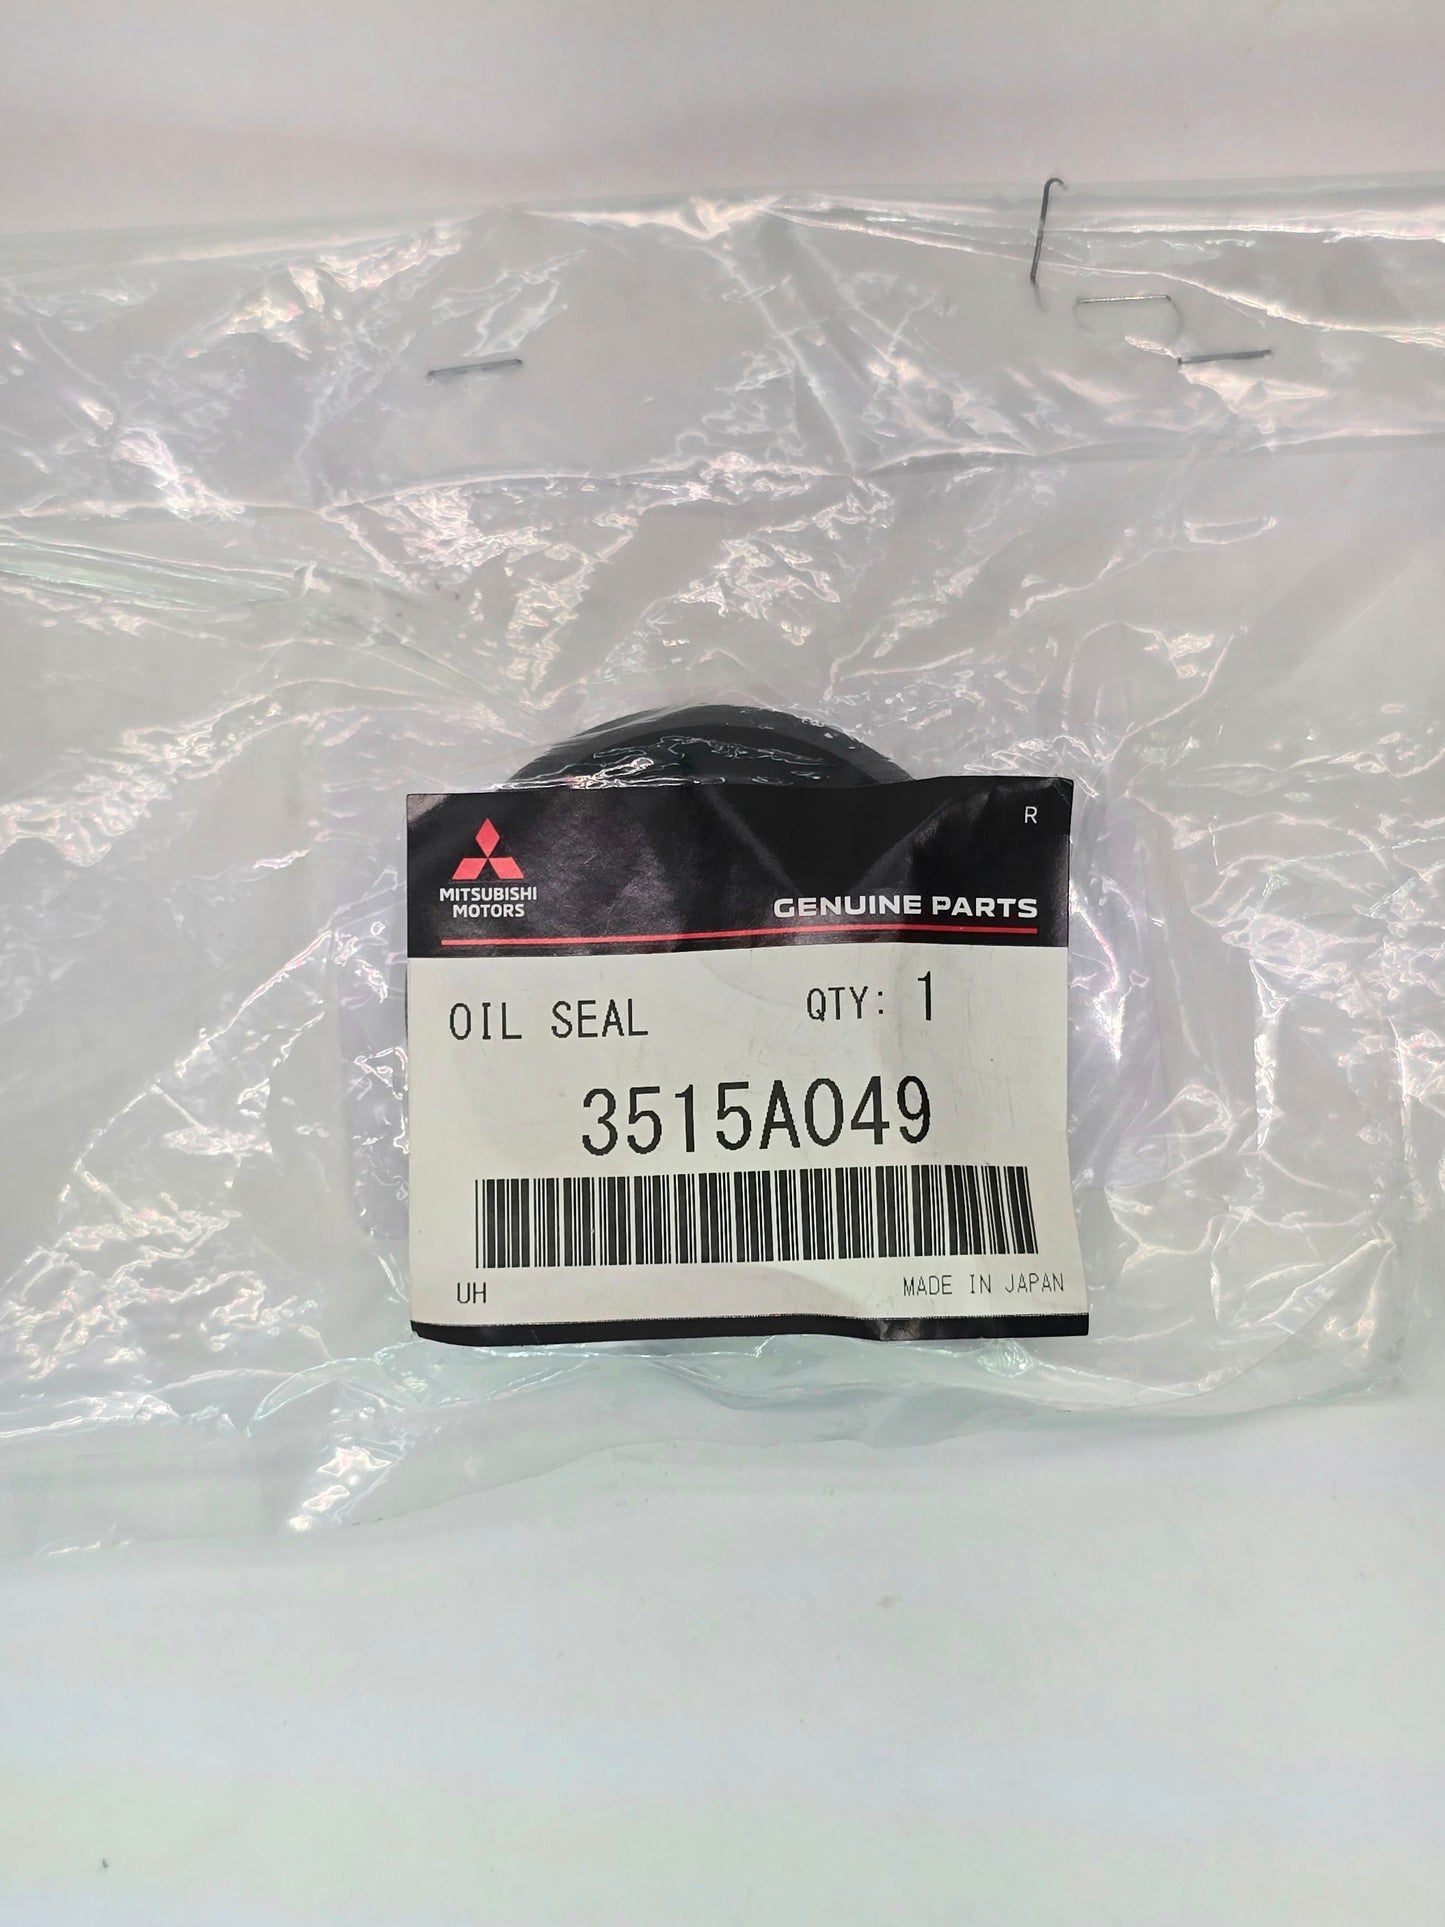 R
MITSUBISHI
MOTORS
GENUINE PARTS
OIL SEAL QTY: 1
3515A049
UH MADE IN JAPAN